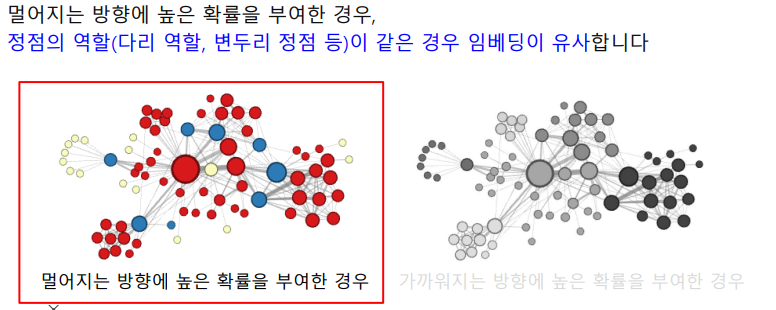 멀어지는 방향에 높은 확률을 부여한 경우,
정점의 역할(다리 역할, 변두리 정점 등)이 같은 경우 임베딩이 유사합니다
멀어지는 방향에 높은 확률을 부여한 경우
가까워지는 방향에 높은 확률을 부여한 경우